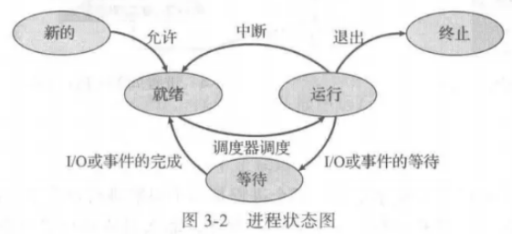 新的
允许
中断
退出
终止
就绪
运行
调度器调度
I/O或事件的完成
等待
I/O或事件的等待
图 3-2 进程状态图